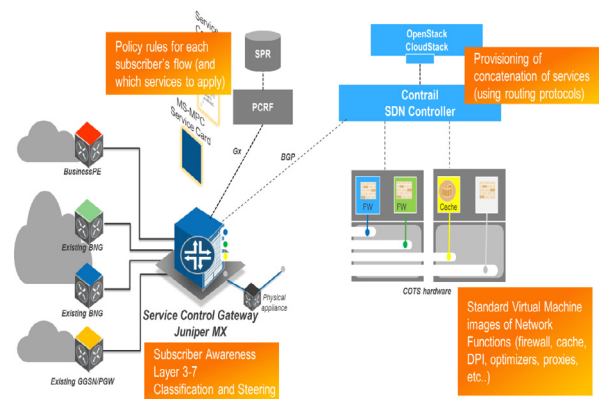 Service
Policy rules for each
subscriber's flow (and
which services to apply)
MS-MPC
Service Card
SPR
PCRF
Gx
BGP
OpenStack
CloudStack
Provisioning of
concatenation of services
(using routing protocols)
Contrail
SDN Controller
BusinessPE
Existing BNG
Existing BNG
Existing GGSN/PGW
FW
FW
Cache
COTS hardware
Physical
appliance
Service Control Gateway
Juniper MX
Subscriber Awareness
Layer 3-7
Classification and Steering
Standard Virtual Machine
images of Network
Functions (firewall, cache,
DPI, optimizers, proxies,
etc..)